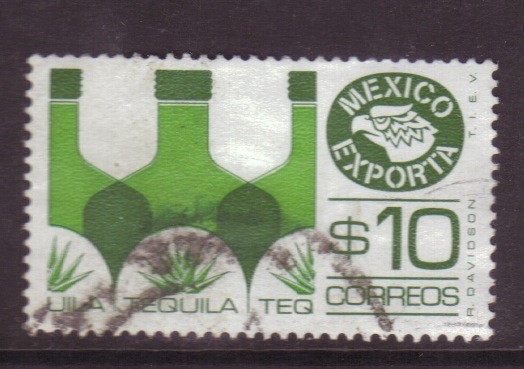 MEXICO
EXPORTA
$10
CORREOS
UILA TEQUILA TEQ
R. DAVIDSON T.I.E.V.